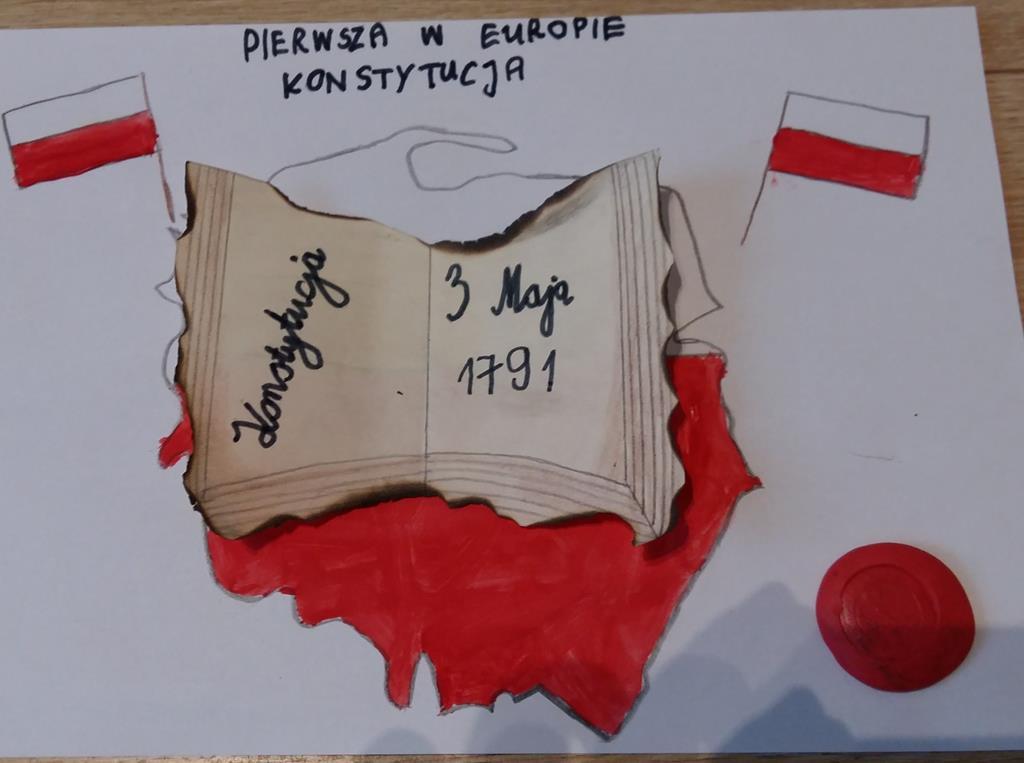 PIERWSZA W EUROPIE
KONSTYTUCJA
Konstytucja
3 Maja
1791